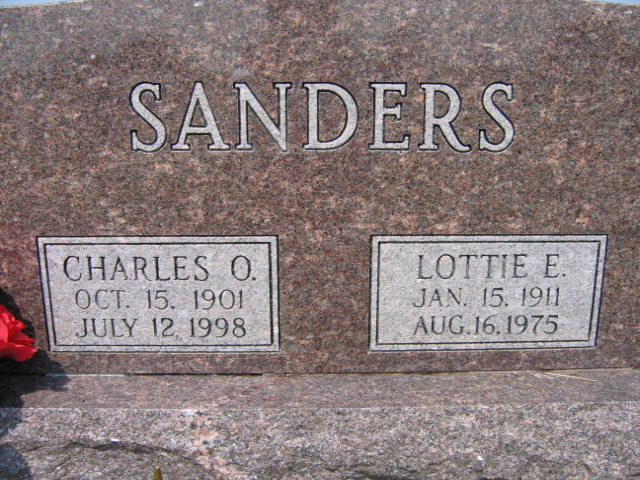 SANDERS
CHARLES O.
OCT. 15. 1901
JULY 12, 1998
LOTTIE E.
JAN. 15. 1911
AUG. 16, 1975